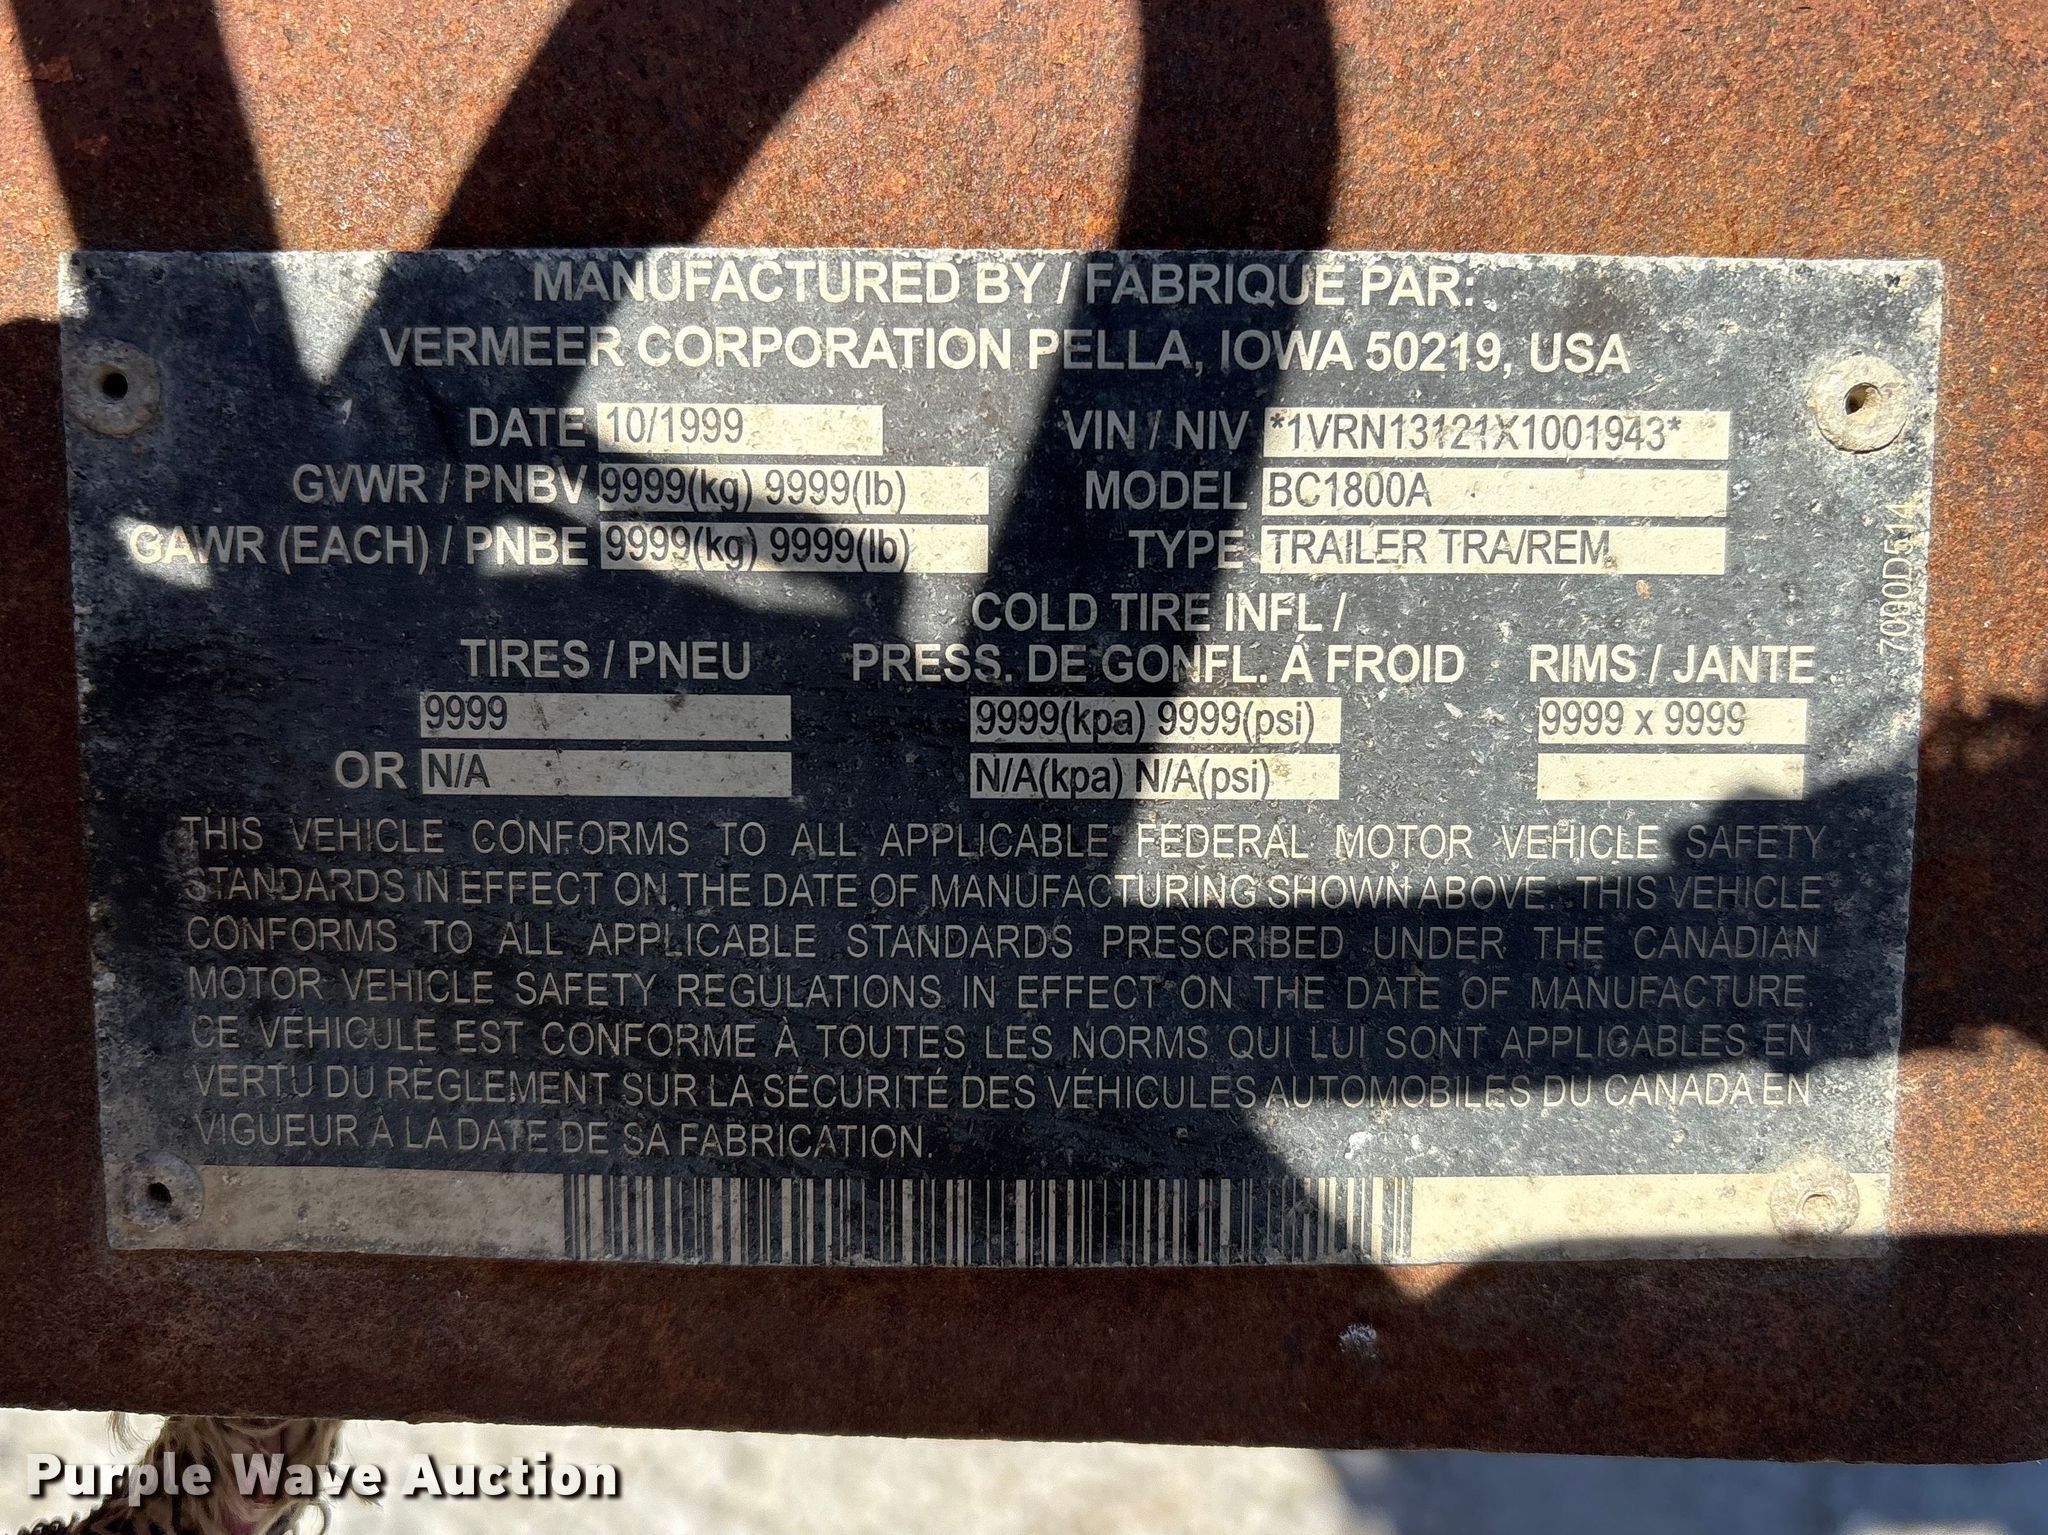 MANUFACTURED BY / FABRIQUE PAR:
VERMEER CORPORATION PELLA, IOWA 50219, USA
DATE 10/1999 VIN / NIV *1VRN13121X1001943*
GVWR / PNBV 9999(kg) 9999(lb) MODEL BC1800A
GAWR (EACH) / PNBE 9999(kg) 9999(lb) TYPE TRAILER TRA/REM
7000D514
COLD TIRE INFL /
TIRES / PNEU PRESS. DE GONFL. Á FROID RIMS / JANTE
9999 9999(kpa) 9999(psi) 9999 x 9999
OR N/A N/A(kpa) N/A(psi)
THIS VEHICLE CONFORMS TO ALL APPLICABLE FEDERAL MOTOR VEHICLE SAFETY
STANDARDS IN EFFECT ON THE DATE OF MANUFACTURING SHOWN ABOVE. THIS VEHICLE
CONFORMS TO ALL APPLICABLE STANDARDS PRESCRIBED UNDER THE CANADIAN
MOTOR VEHICLE SAFETY REGULATIONS IN EFFECT ON THE DATE OF MANUFACTURE.
CE VÉHICULE EST CONFORME À TOUTES LES NORMS QUI LUI SONT APPLIGABLES EN
VERTU DU RÈGLEMENT SUR LA SÉCURITÉ DES VÉHICULES AUTOMOBILES DU CANADA EN
VIGUEUR A LA DATE DE SA FABRICATION.
Purple Wave Auction